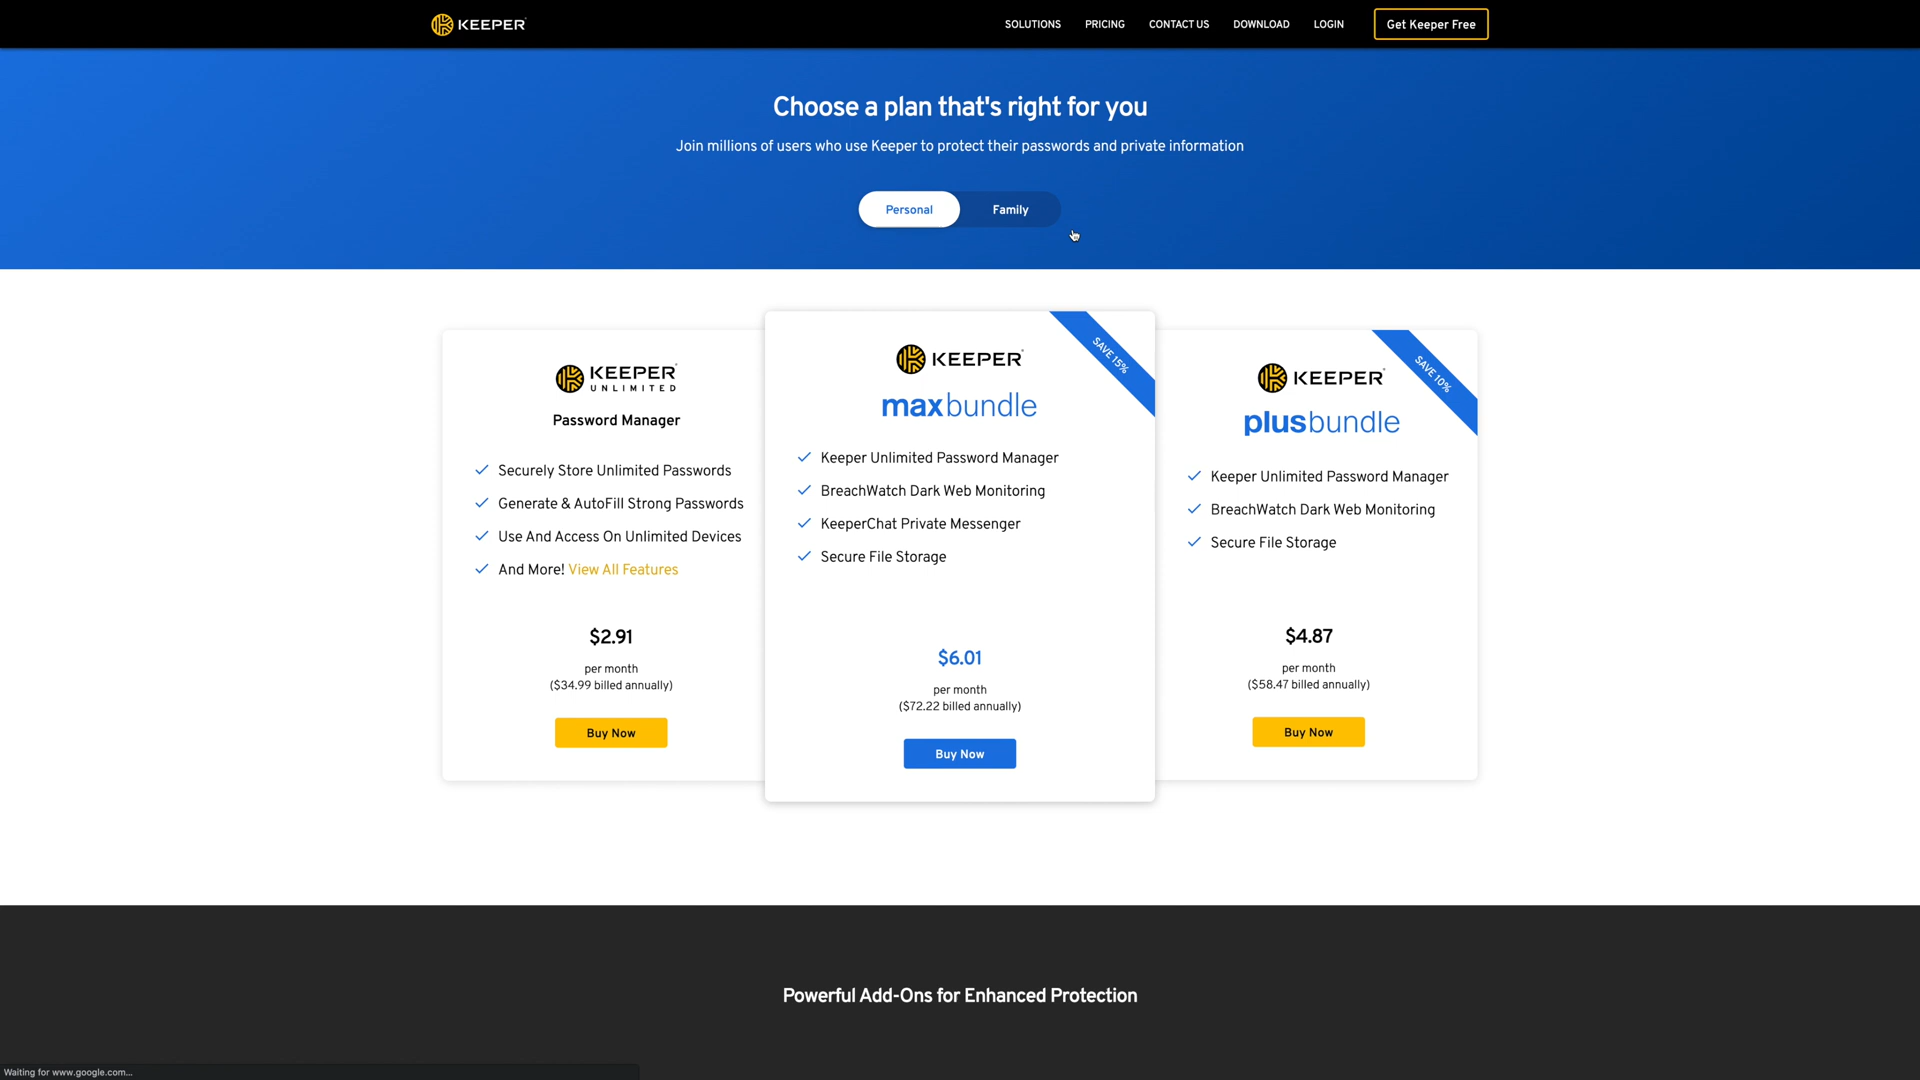 KEEPER
SOLUTIONS
PRICING
CONTACT US
DOWNLOAD
LOGIN
Get Keeper Free
Choose a plan that's right for you
Join millions of users who use Keeper to protect their passwords and private information
Personal
Family
KEEPER
UNLIMITED
Password Manager
Securely Store Unlimited Passwords
Generate & AutoFill Strong Passwords
Use And Access On Unlimited Devices
And More! View All Features
$2.91
per month
($34.99 billed annually)
Buy Now
SAVE 15%
KEEPER
maxbundle
Keeper Unlimited Password Manager
BreachWatch Dark Web Monitoring
KeeperChat Private Messenger
Secure File Storage
$6.01
per month
($72.22 billed annually)
Buy Now
SAVE 10%
KEEPER
plusbundle
Keeper Unlimited Password Manager
BreachWatch Dark Web Monitoring
Secure File Storage
$4.87
per month
($58.47 billed annually)
Buy Now
Powerful Add-Ons for Enhanced Protection
Waiting for www.google.com...